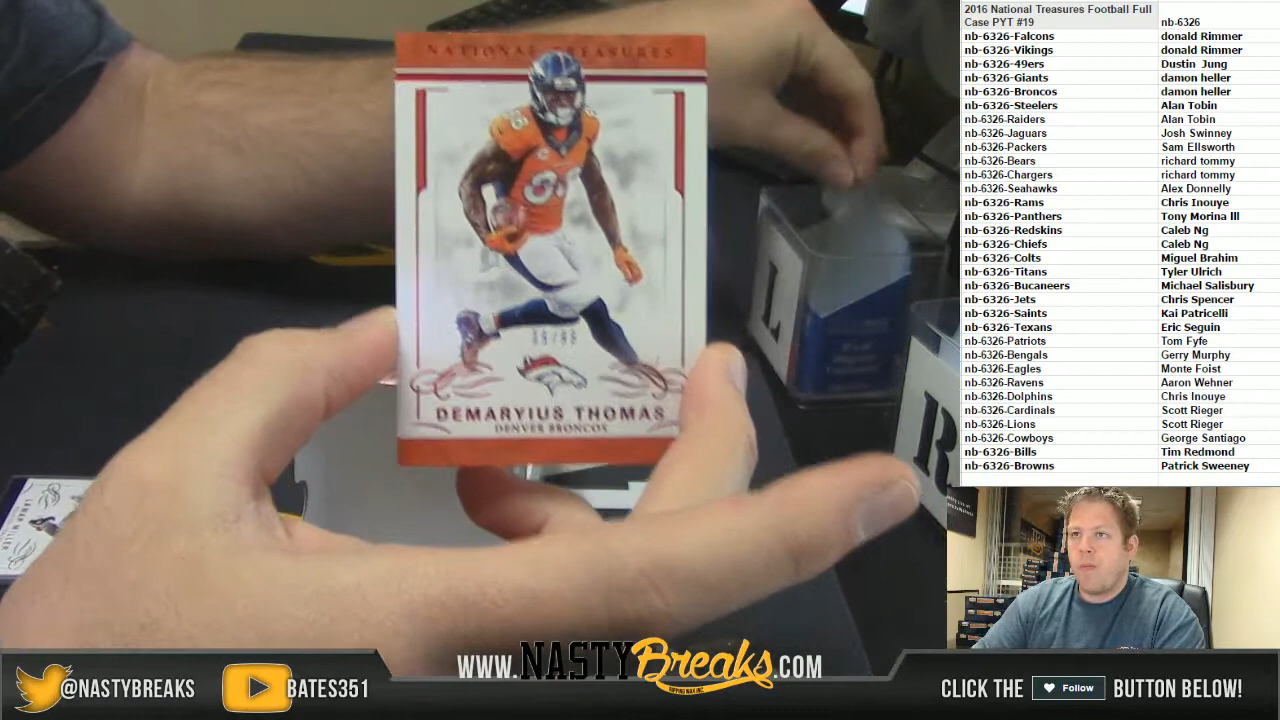 NATIONAL TREASURES
DEMARYIUS THOMAS
DENVER BRONCOS
LAMAR MILLER
L
R
2016 National Treasures Football Full
Case PYT #19 nb-6326
nb-6326-Falcons donald Rimmer
nb-6326-Vikings donald Rimmer
nb-6326-49ers Dustin Jung
nb-6326-Giants damon heller
nb-6326-Broncos damon heller
nb-6326-Steelers Alan Tobin
nb-6326-Raiders Alan Tobin
nb-6326-Jaguars Josh Swinney
nb-6326-Packers Sam Ellsworth
nb-6326-Bears richard tommy
nb-6326-Chargers richard tommy
nb-6326-Seahawks Alex Donnelly
nb-6326-Rams Chris Inouye
nb-6326-Panthers Tony Morina III
nb-6326-Redskins Caleb Ng
nb-6326-Chiefs Caleb Ng
nb-6326-Colts Miguel Brahim
nb-6326-Titans Tyler Ulrich
nb-6326-Bucaneers Michael Salisbury
nb-6326-Jets Chris Spencer
nb-6326-Saints Kai Patricelli
nb-6326-Texans Eric Seguin
nb-6326-Patriots Tom Fyfe
nb-6326-Bengals Gerry Murphy
nb-6326-Eagles Monte Foist
nb-6326-Ravens Aaron Wehner
nb-6326-Dolphins Chris Inouye
nb-6326-Cardinals Scott Rieger
nb-6326-Lions Scott Rieger
nb-6326-Cowboys George Santiago
nb-6326-Bills Tim Redmond
nb-6326-Browns Patrick Sweeney
@NASTYBREAKS
BATES351
WWW.NASTYBreaks.COM
RIPPING WAX INC
CLICK THE Follow BUTTON BELOW!